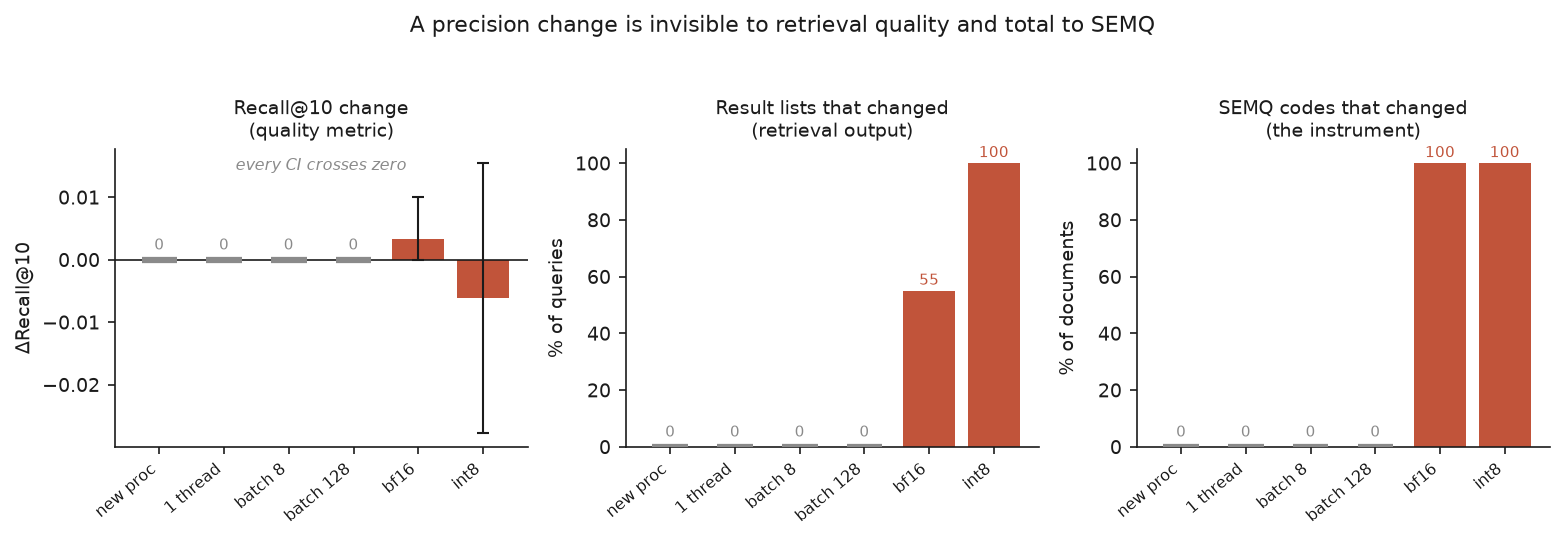 A precision change is invisible to retrieval quality and total to SEMQ
Recall@10 change
(quality metric)
every CI crosses zero
ΔRecall@10
0.01
0.00
−0.01
−0.02
0
0
0
0
new proc
1 thread
batch 8
batch 128
bf16
int8
Result lists that changed
(retrieval output)
% of queries
100
80
60
40
20
0
0
0
0
0
55
100
new proc
1 thread
batch 8
batch 128
bf16
int8
SEMQ codes that changed
(the instrument)
% of documents
100
80
60
40
20
0
0
0
0
0
100
100
new proc
1 thread
batch 8
batch 128
bf16
int8